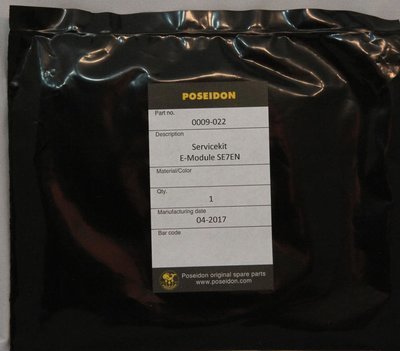 POSEIDON
Part no.
0009-022
Description
Servicekit
E-Module SE7EN
Material/Color
Qty.
1
Manufacturing date
04-2017
Bar code
Poseidon original spare parts
www.poseidon.com